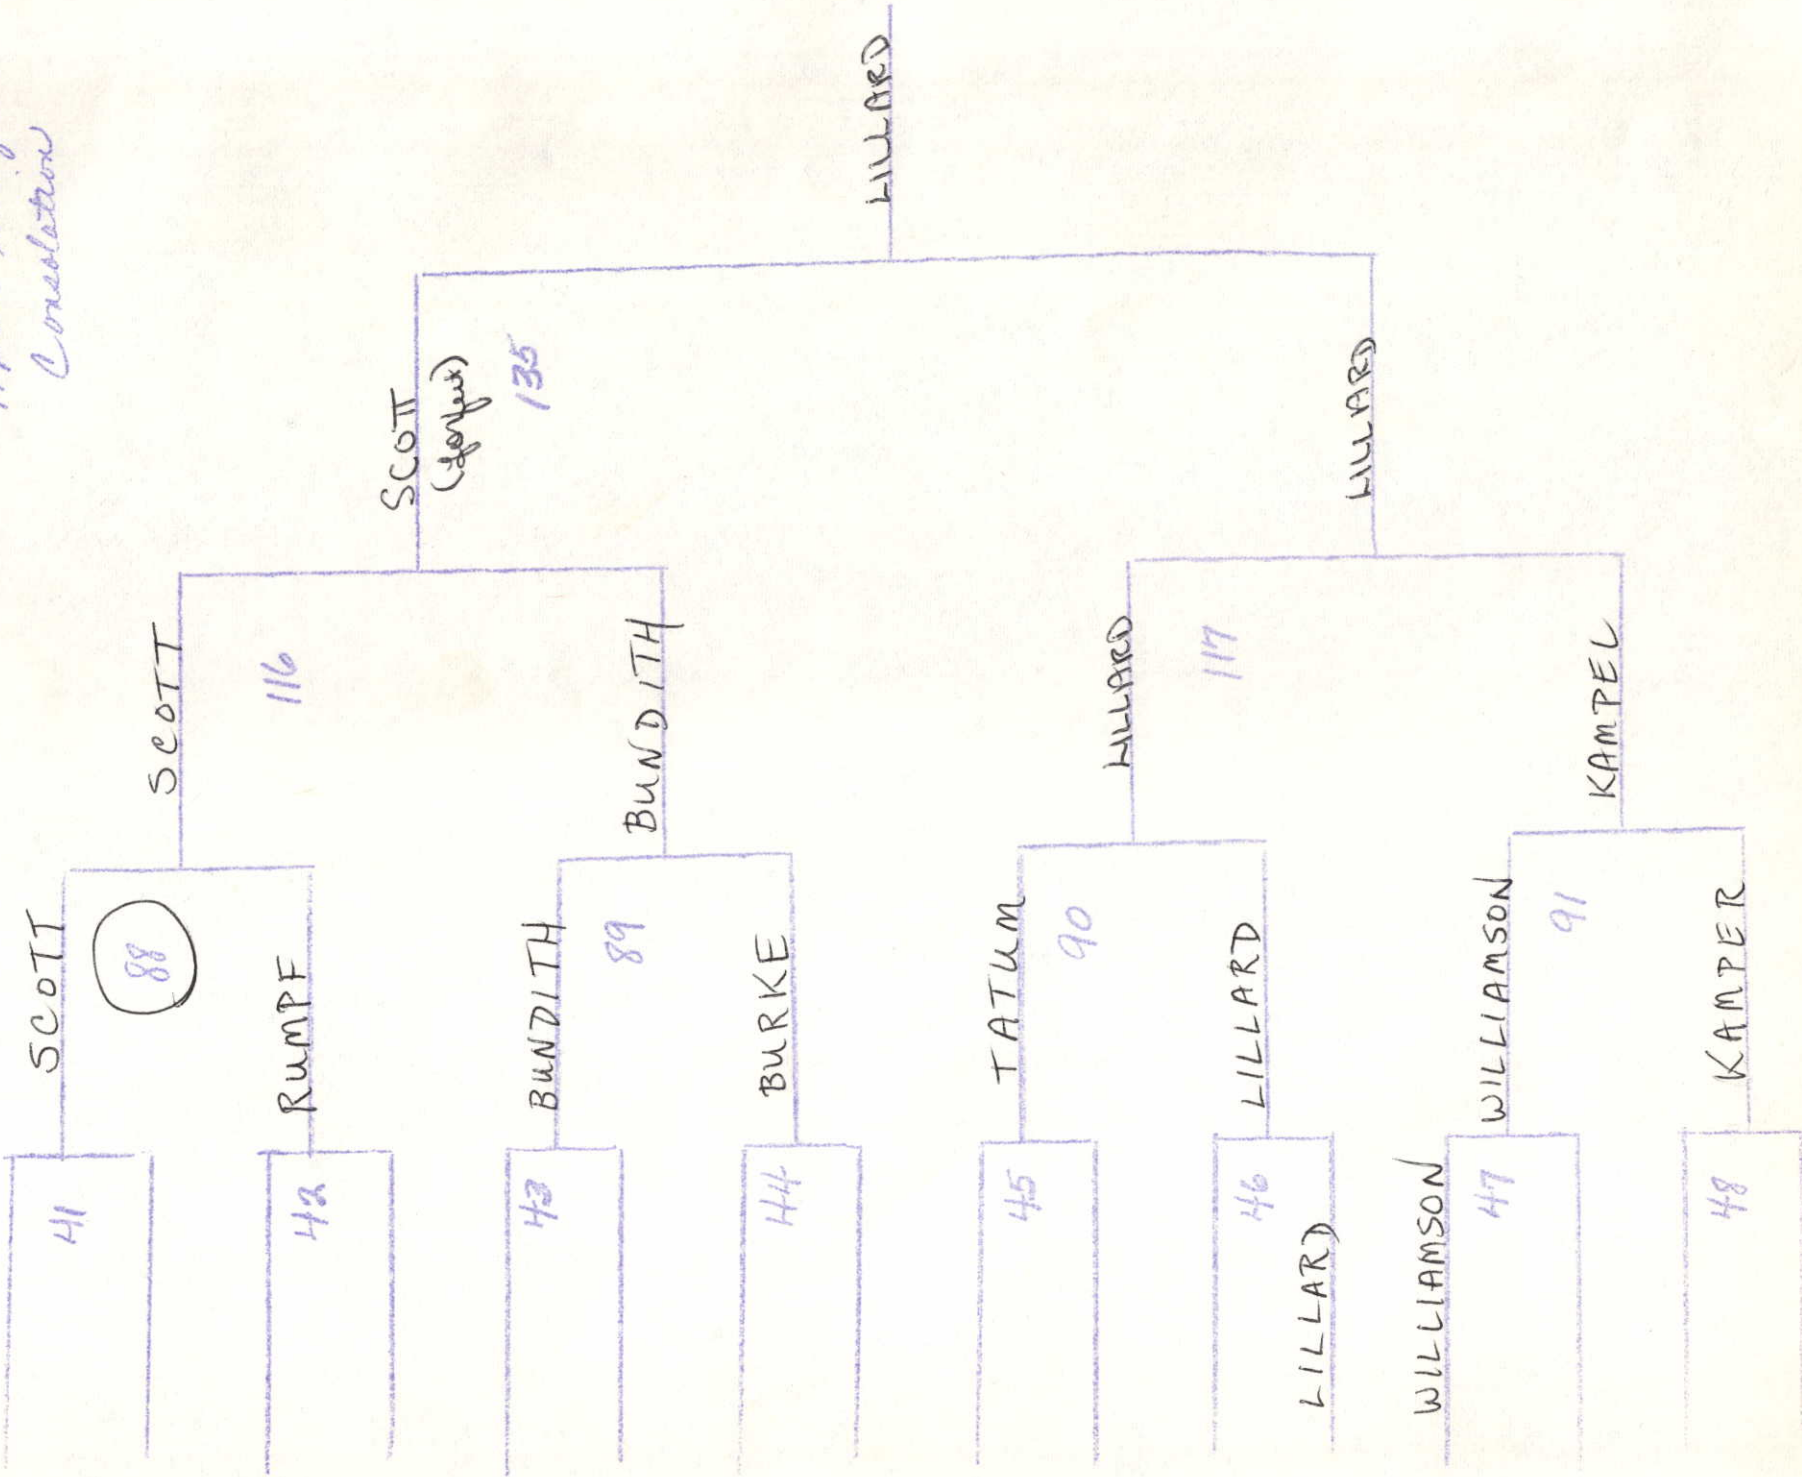 Consolation
LILLARD
SCOTT
135
LILLARD
SCOTT
116
BUNDITH
LILLARD
117
KAMPEL
SCOTT
88
RUMPF
BUNDITH
89
BURKE
TATUM
90
LILLARD
WILLIAMSON
91
KAMPER
41
42
43
44
45
46
LILLARD
WILLIAMSON
47
48